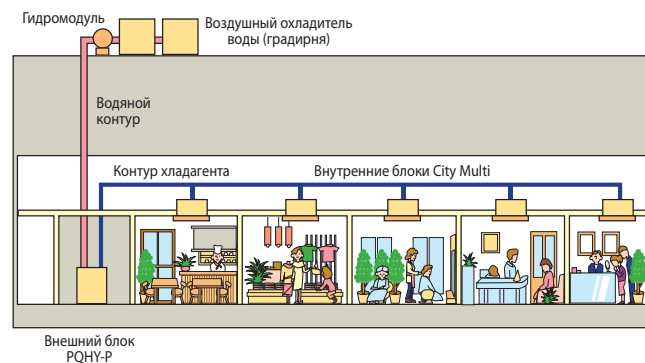 Гидромодуль
Воздушный охладитель
воды (градирня)
Водяной
контур
Контур хладагента
Внутренние блоки City Multi
Внешний блок
PQHY-P